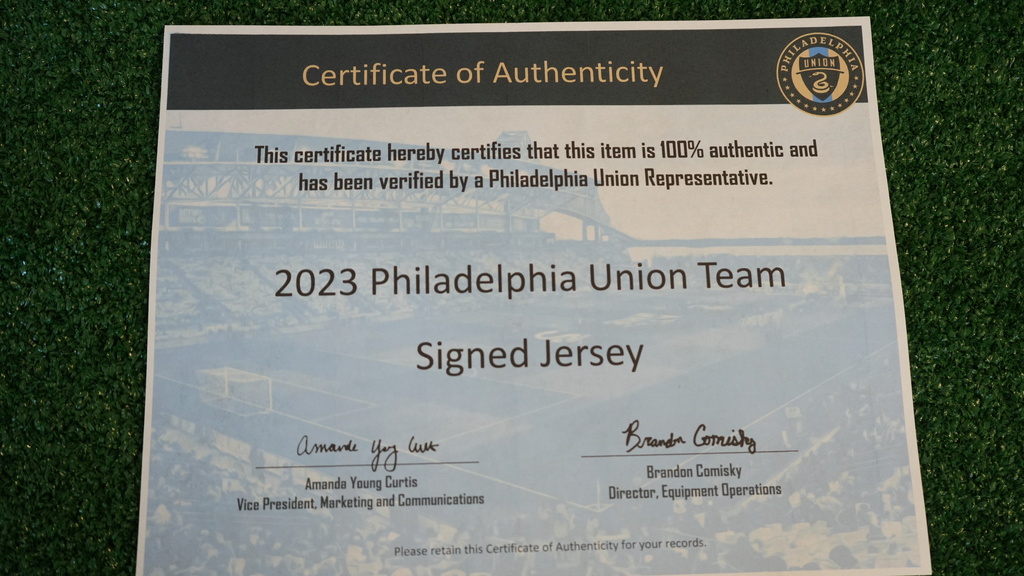 Certificate of Authenticity
PHILADELPHIA
UNION
This certificate hereby certifies that this item is 100% authentic and
has been verified by a Philadelphia Union Representative.
2023 Philadelphia Union Team
Signed Jersey
Amanda Young Curtis
Brandon Comisky
Amanda Young Curtis
Vice President, Marketing and Communications
Brandon Comisky
Director, Equipment Operations
Please retain this Certificate of Authenticity for your records.